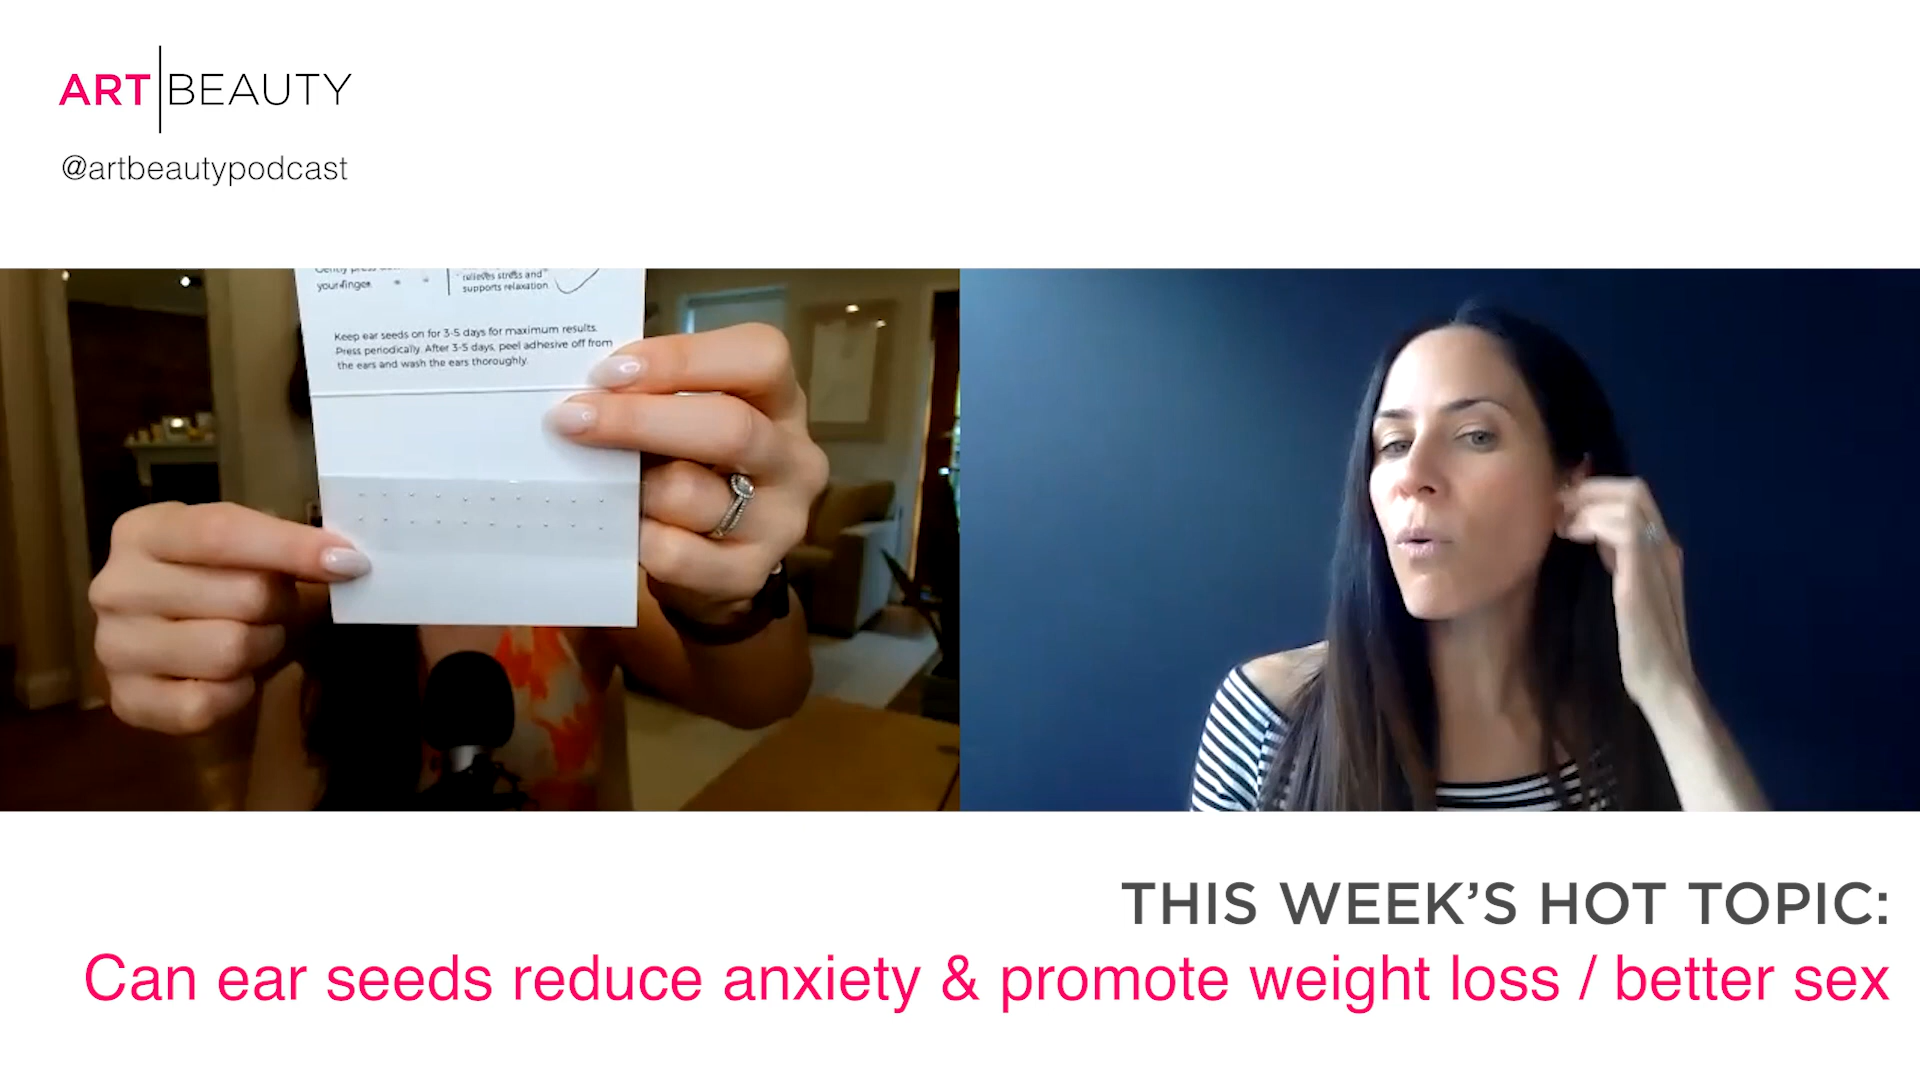 ART|BEAUTY
@artbeautypodcast
your finger.
relieves stress and
supports relaxation.
Keep ear seeds on for 3-5 days for maximum results.
Press periodically. After 3-5 days, peel adhesive off from
the ears and wash the ears thoroughly.
THIS WEEK'S HOT TOPIC:
Can ear seeds reduce anxiety & promote weight loss / better sex